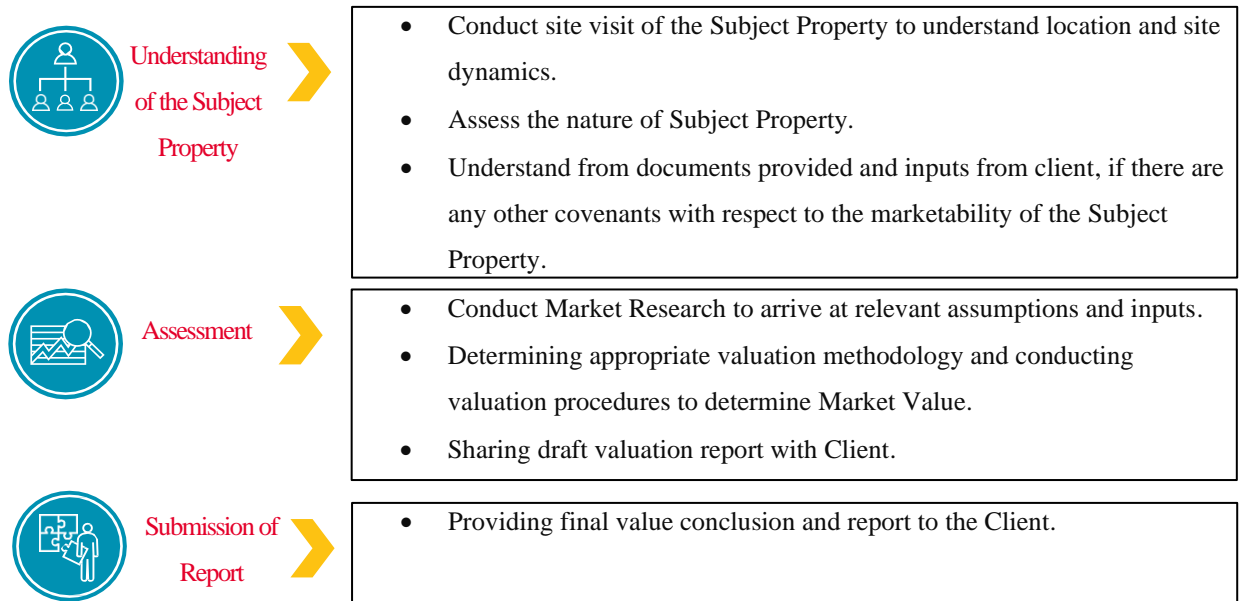 Understanding
of the Subject
Property
• Conduct site visit of the Subject Property to understand location and site
dynamics.
• Assess the nature of Subject Property.
• Understand from documents provided and inputs from client, if there are
any other covenants with respect to the marketability of the Subject
Property.
Assessment
• Conduct Market Research to arrive at relevant assumptions and inputs.
• Determining appropriate valuation methodology and conducting
valuation procedures to determine Market Value.
• Sharing draft valuation report with Client.
Submission of
Report
• Providing final value conclusion and report to the Client.